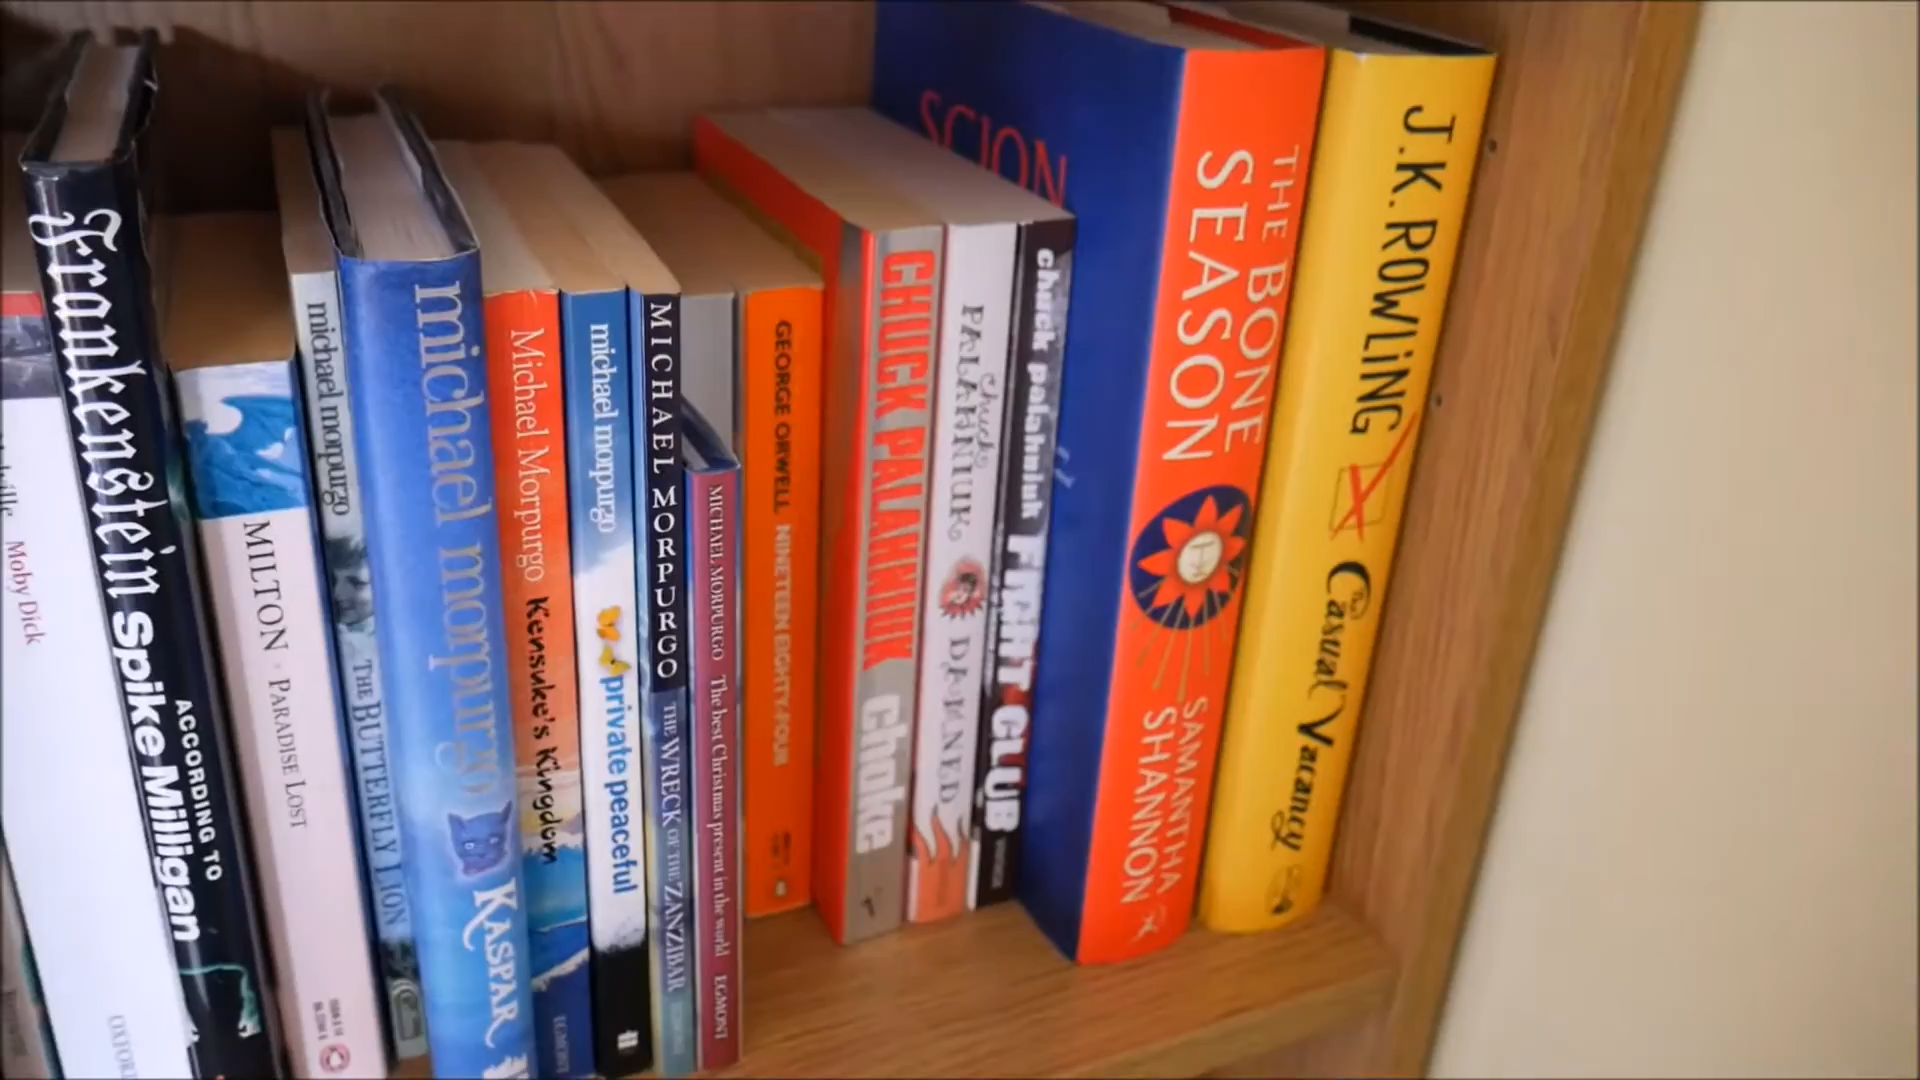 Moby Dick
OXFORD
Frankenstein
ACCORDING TO
Spike Milligan
MILTON · PARADISE LOST
michael morpurgo
THE BUTTERFLY LION
michael morpurgo
KASPAR
Michael Morpurgo Kensuke's Kingdom
EGMONT
michael morpurgo
private peaceful
MICHAEL MORPURGO
THE WRECK OF THE ZANZIBAR
MICHAEL MORPURGO The best Christmas present in the world EGMONT
GEORGE ORWELL NINETEEN EIGHTY-FOUR
CHUCK PALAHNIUK
choke
chuck
PALAHNIUK
DAMNED
chuck palahniuk FIGHT CLUB
SCION
THE BONE
SEASON
SAMANTHA
SHANNON
J.K. ROWLING
The
Casual Vacancy